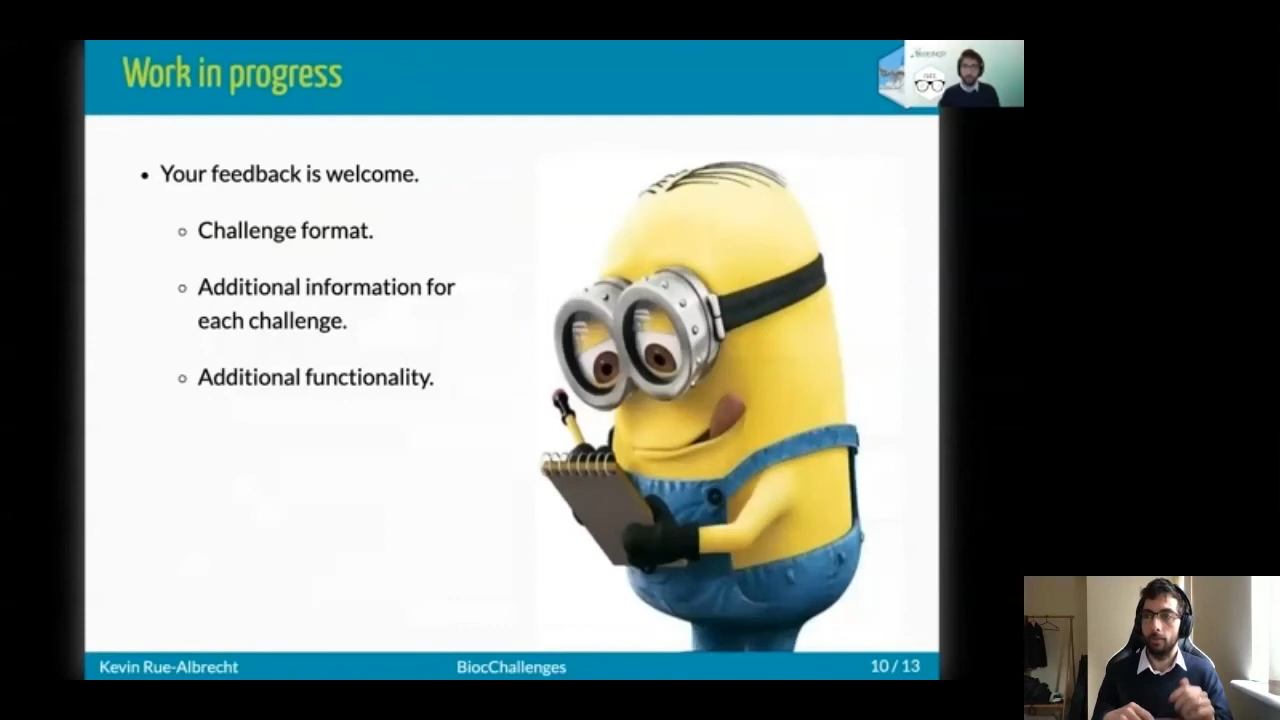 Work in progress
Your feedback is welcome.
Challenge format.
Additional information for
each challenge.
Additional functionality.
Kevin Rue-Albrecht
BiocChallenges
10 / 13